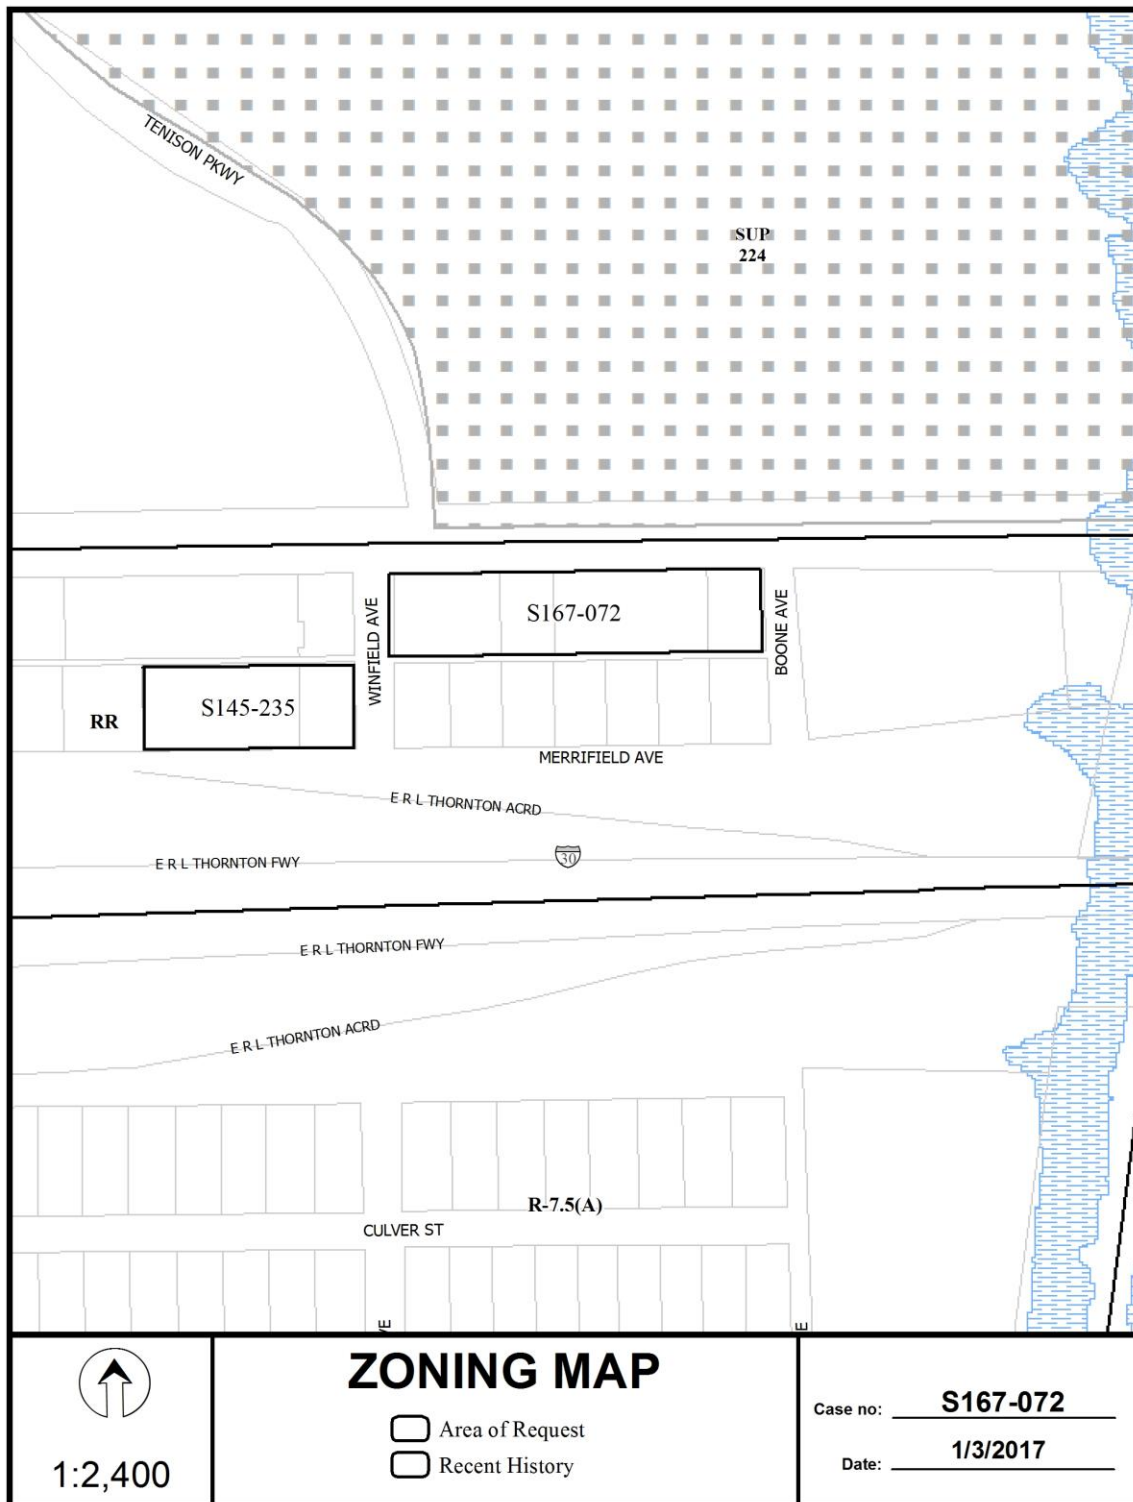 TENISON PKWY
SUP
224
WINFIELD AVE
S167-072
BOONE AVE
S145-235
RR
MERRIFIELD AVE
E R L THORNTON ACRD
E R L THORNTON FWY
30
E R L THORNTON FWY
E R L THORNTON ACRD
R-7.5(A)
CULVER ST
VE
E
1:2,400
ZONING MAP
Area of Request
Recent History
Case no: S167-072
Date: 1/3/2017